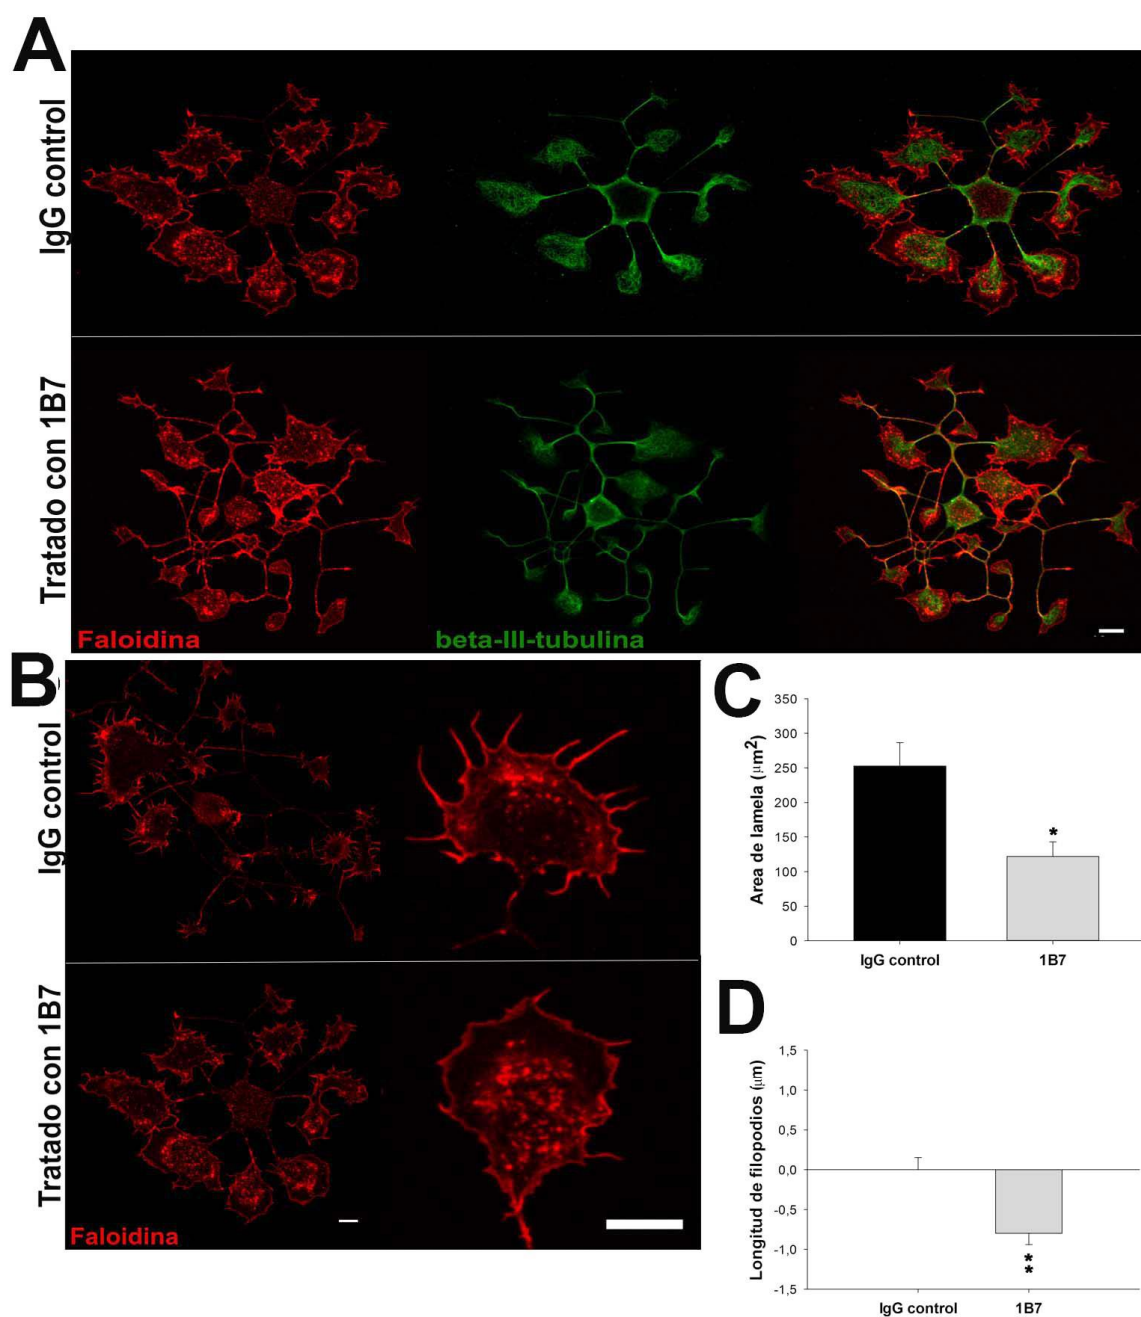 A
IgG control
Tratado con 1B7
Faloidina
beta-III-tubulina
B
IgG control
Tratado con 1B7
Faloidina
C
Area de lamela (µm²)
350
300
250
200
150
100
50
0
*
IgG control
1B7
D
Longitud de filopodios (µm)
1,5
1,0
0,5
0,0
-0,5
-1,0
-1,5
*
*
IgG control
1B7